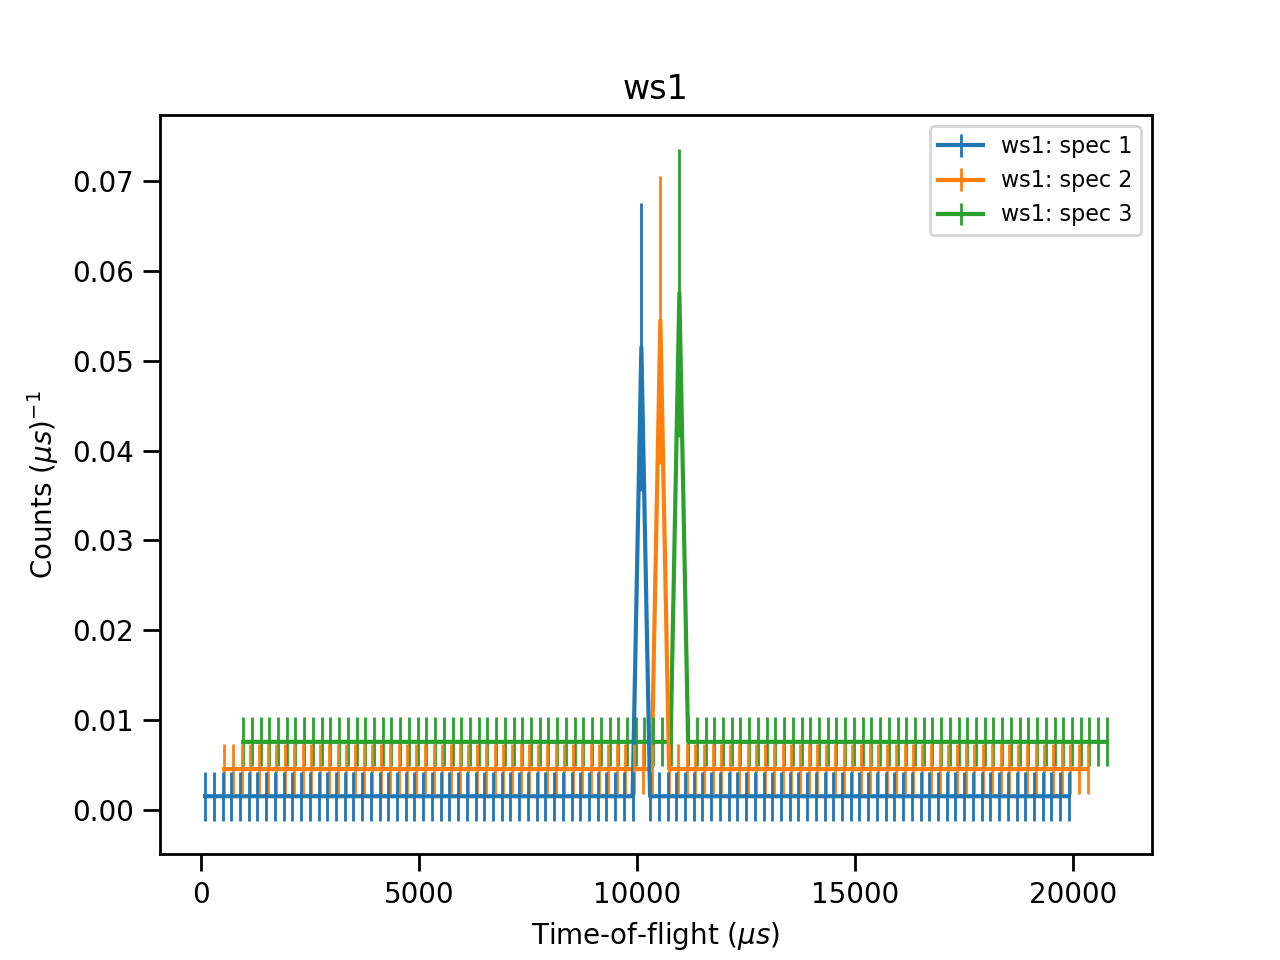 ws1
ws1: spec 1
ws1: spec 2
ws1: spec 3
0.07
0.06
0.05
0.04
0.03
0.02
0.01
0.00
Counts (μs)⁻¹
0 5000 10000 15000 20000
Time-of-flight (μs)